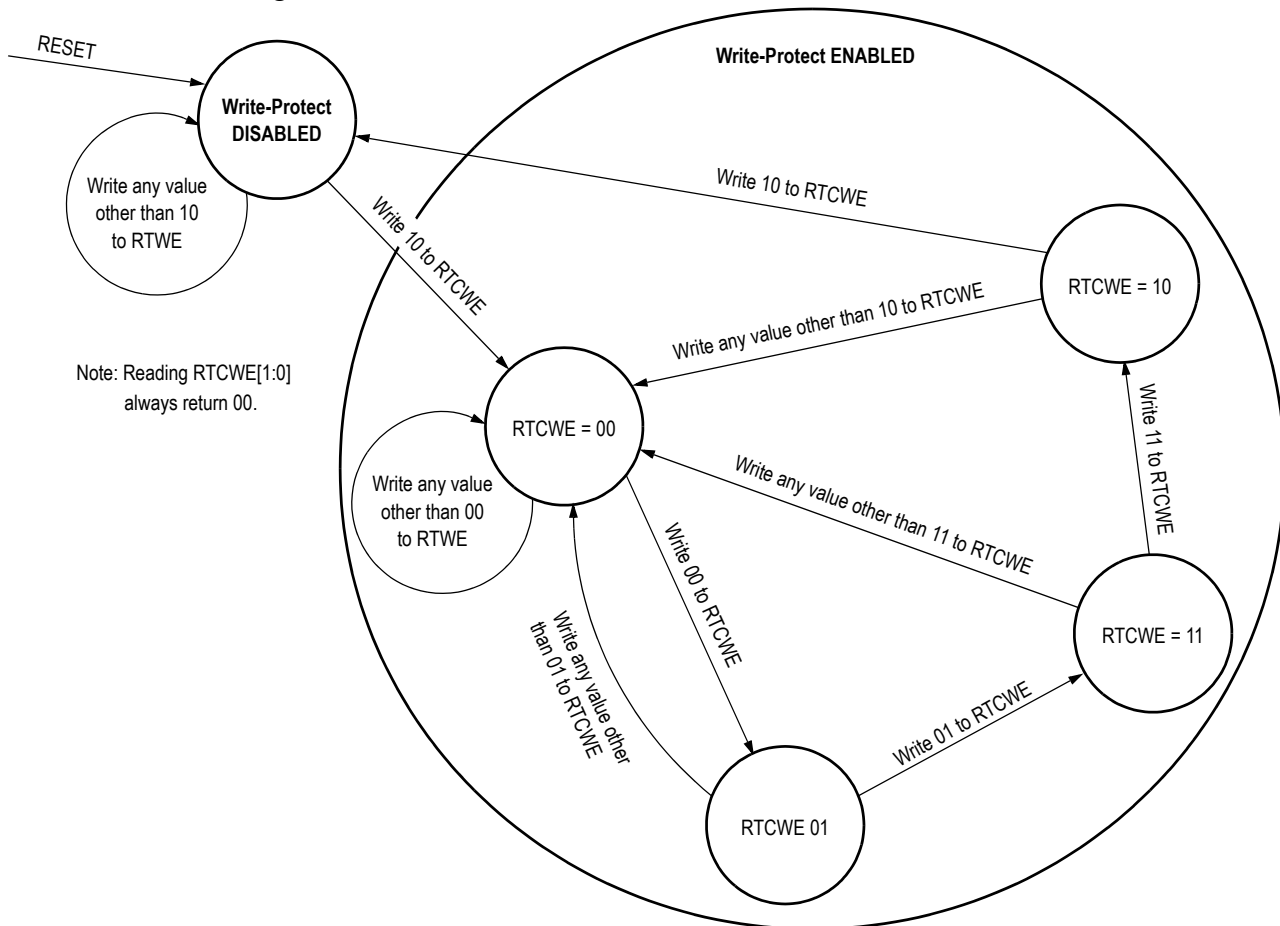 RESET
Write-Protect ENABLED
Write-Protect
DISABLED
Write any value
other than 10
to RTWE
Write 10 to RTCWE
Write 10 to RTCWE
RTCWE = 10
Write any value other than 10 to RTCWE
Note: Reading RTCWE[1:0]
always return 00.
RTCWE = 00
Write 11 to RTCWE
Write any value other than 11 to RTCWE
Write any value
other than 00
to RTWE
Write 00 to RTCWE
Write any value other
than 01 to RTCWE
RTCWE = 11
Write 01 to RTCWE
RTCWE 01